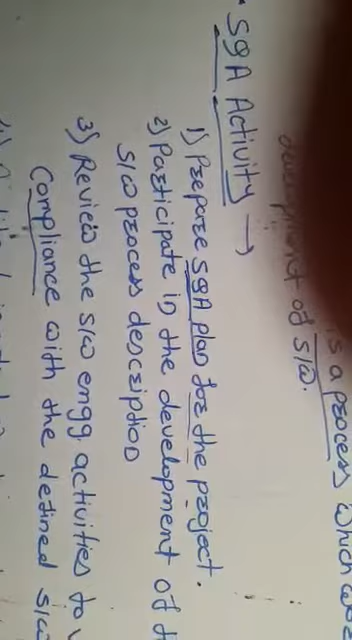 is a process which
development of s/w.
• SQA Activity →
1) Prepare SQA plan for the project.
2) Participate in the development of
s/w process description
3) Review the s/w engg. activities to
Compliance with the defined s/w